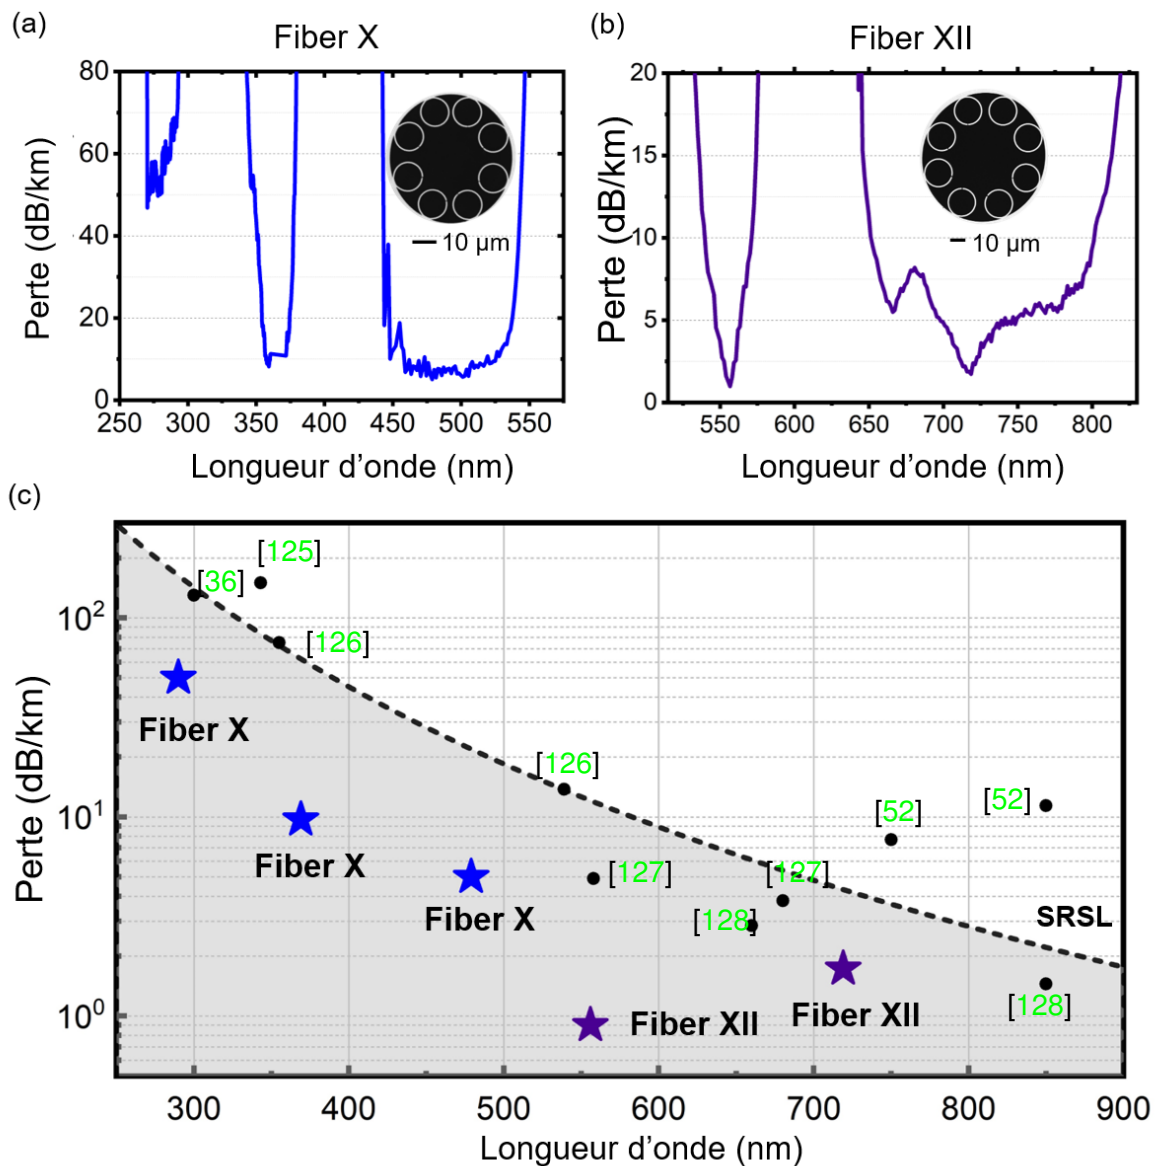 (a)
Fiber X
80
60
40
20
0
Perte (dB/km)
10 µm
250 300 350 400 450 500 550
Longueur d'onde (nm)
(b)
Fiber XII
20
15
10
5
0
Perte (dB/km)
10 µm
550 600 650 700 750 800
Longueur d'onde (nm)
(c)
[125]
[36]
[126]
Fiber X
[126]
[52]
[52]
Fiber X
[127]
[127]
Fiber X
[128]
SRSL
Fiber XII
Fiber XII
[128]
10²
10¹
10⁰
Perte (dB/km)
300 400 500 600 700 800 900
Longueur d'onde (nm)